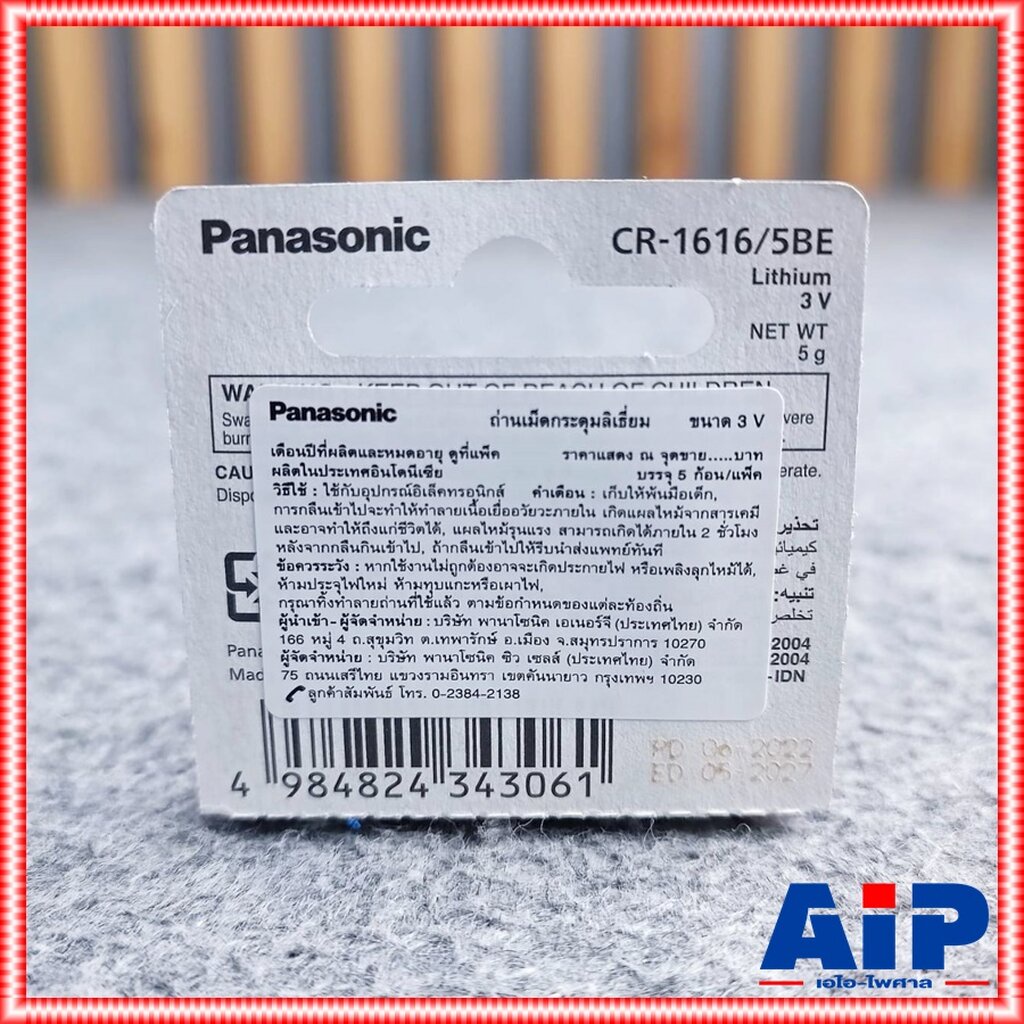 Panasonic
CR-1616/5BE
Lithium
3 V
NET WT
5 g
KEEP OUT OF REACH OF CHILDREN
Panasonic ถ่านเม็ดกระดุมลิเธี่ยม ขนาด 3 V
เดือนปีที่ผลิตและหมดอายุ ดูที่แพ็ค ราคาแสดง ณ จุดขาย.....บาท
ผลิตในประเทศอินโดนีเซีย บรรจุ 5 ก้อน/แพ็ค
วิธีใช้ : ใช้กับอุปกรณ์อิเล็คทรอนิกส์ คำเตือน : เก็บให้พ้นมือเด็ก,
การกลืนเข้าไปจะทำให้ทำลายเนื้อเยื่ออวัยวะภายใน เกิดแผลไหม้จากสารเคมี
และอาจทำให้ถึงแก่ชีวิตได้, แผลไหม้รุนแรง สามารถเกิดได้ภายใน 2 ชั่วโมง
หลังจากกลืนกินเข้าไป, ถ้ากลืนเข้าไปให้รีบนำส่งแพทย์ทันที
ข้อควรระวัง : หากใช้งานไม่ถูกต้องอาจจะเกิดประกายไฟ หรือเพลิงลุกไหม้ได้,
ห้ามประจุไฟใหม่ ห้ามทุบแกะหรือเผาไฟ,
กรุณาทิ้งทำลายถ่านที่ใช้แล้ว ตามข้อกำหนดของแต่ละท้องถิ่น
ผู้นำเข้า-ผู้จัดจำหน่าย : บริษัท พานาโซนิค เอเนอร์จี (ประเทศไทย) จำกัด
166 หมู่ 4 ถ.สุขุมวิท ต.เทพารักษ์ อ.เมือง จ.สมุทรปราการ 10270
ผู้จัดจำหน่าย : บริษัท พานาโซนิค ซิว เซลส์ (ประเทศไทย) จำกัด
75 ถนนเสรีไทย แขวงรามอินทรา เขตคันนายาว กรุงเทพฯ 10230
ลูกค้าสัมพันธ์ โทร. 0-2384-2138
تحذير
تنبيه:
2004
2004
-IDN
PD 06 2022
ED 05 2027
4 984824 343061
AiP
เอไอ-ไพศาล